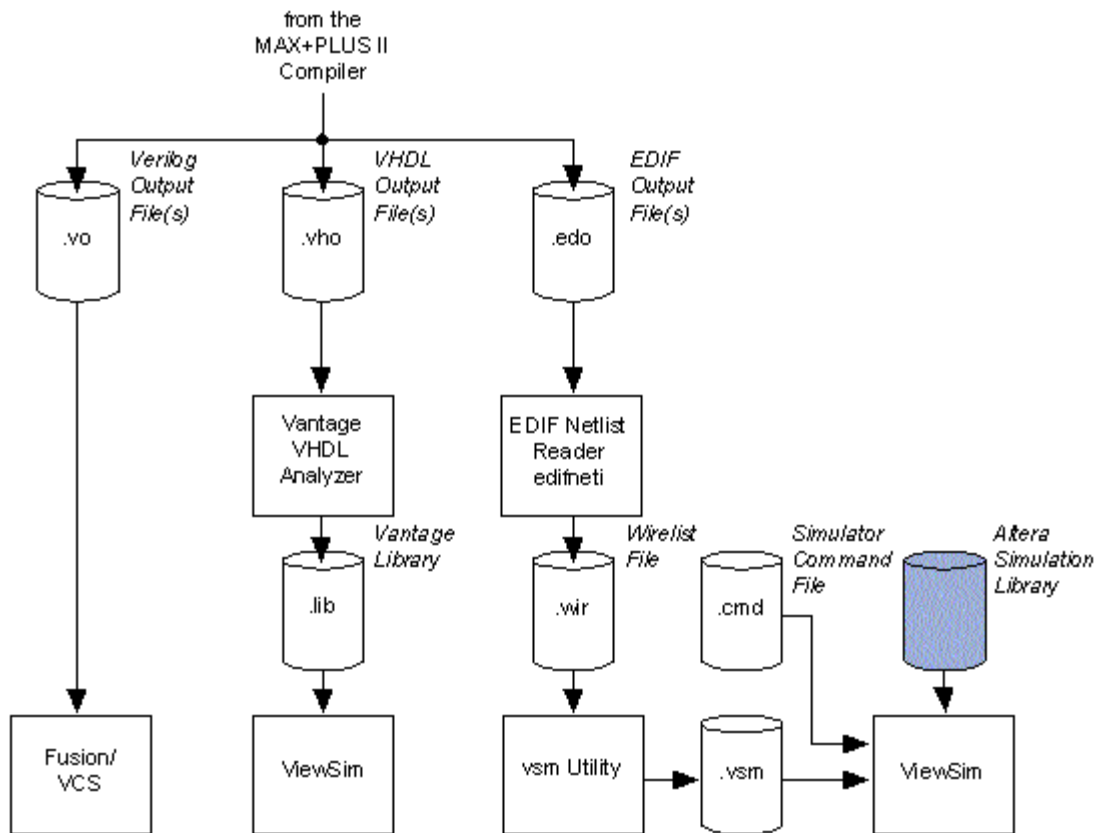 from the
MAX+PLUS II
Compiler
Verilog
Output
File(s)
VHDL
Output
File(s)
EDIF
Output
File(s)
.vo
.vho
.edo
Vantage
VHDL
Analyzer
EDIF Netlist
Reader
edifneti
Vantage
Library
Wirelist
File
Simulator
Command
File
Altera
Simulation
Library
.lib
.wir
.cmd
Fusion/
VCS
ViewSim
vsm Utility
.vsm
ViewSim